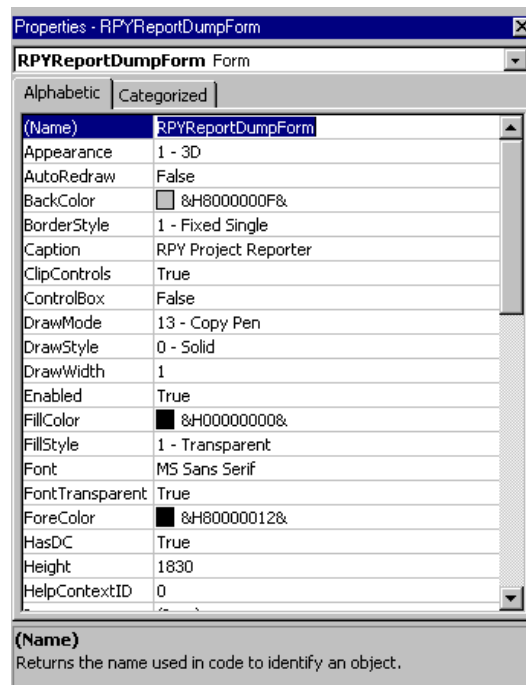 Properties - RPYReportDumpForm
RPYReportDumpForm Form
Alphabetic Categorized
(Name) RPYReportDumpForm
Appearance 1 - 3D
AutoRedraw False
BackColor &H8000000F&
BorderStyle 1 - Fixed Single
Caption RPY Project Reporter
ClipControls True
ControlBox False
DrawMode 13 - Copy Pen
DrawStyle 0 - Solid
DrawWidth 1
Enabled True
FillColor &H00000000&
FillStyle 1 - Transparent
Font MS Sans Serif
FontTransparent True
ForeColor &H80000012&
HasDC True
Height 1830
HelpContextID 0
(Name)
Returns the name used in code to identify an object.